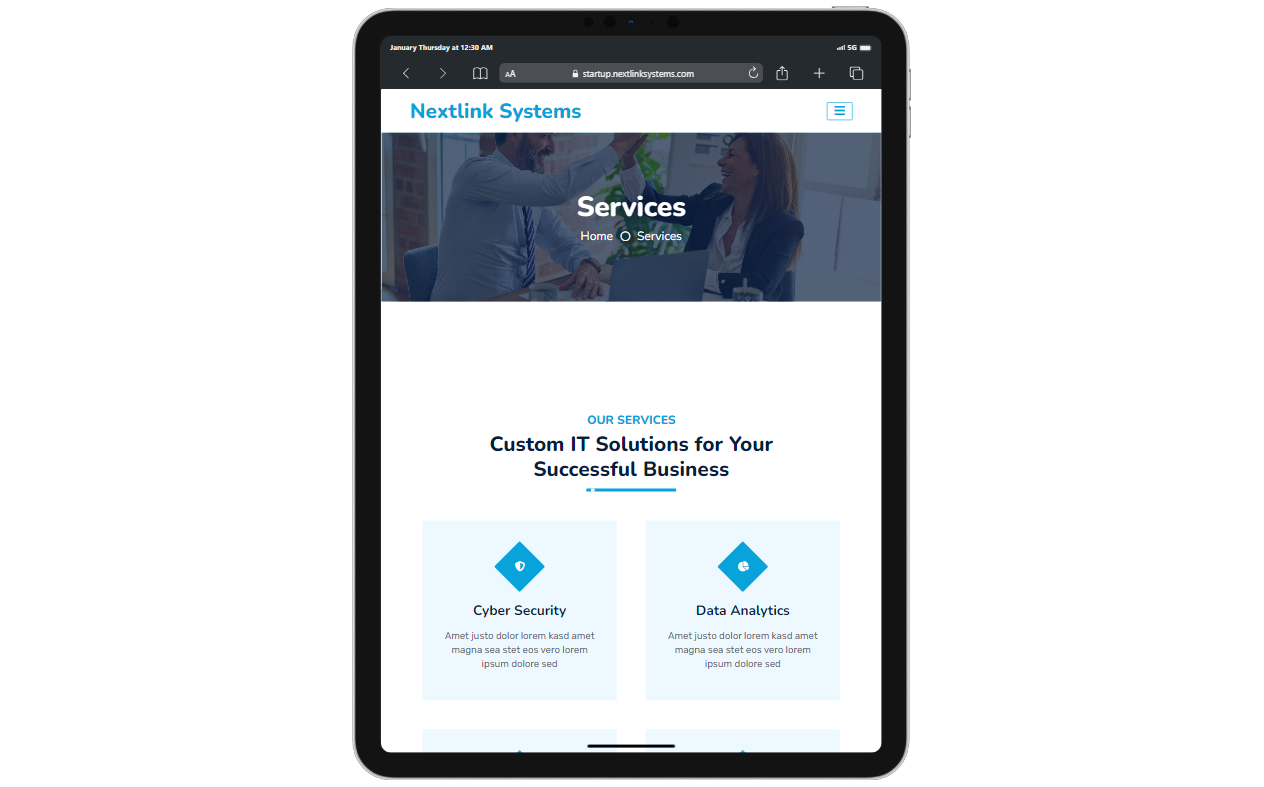 January Thursday at 12:30 AM
5G
AA
startup.nextlinksystems.com
Nextlink Systems
Services
Home Services
OUR SERVICES
Custom IT Solutions for Your
Successful Business
Cyber Security
Amet justo dolor lorem kasd amet
magna sea stet eos vero lorem
ipsum dolore sed
Data Analytics
Amet justo dolor lorem kasd amet
magna sea stet eos vero lorem
ipsum dolore sed